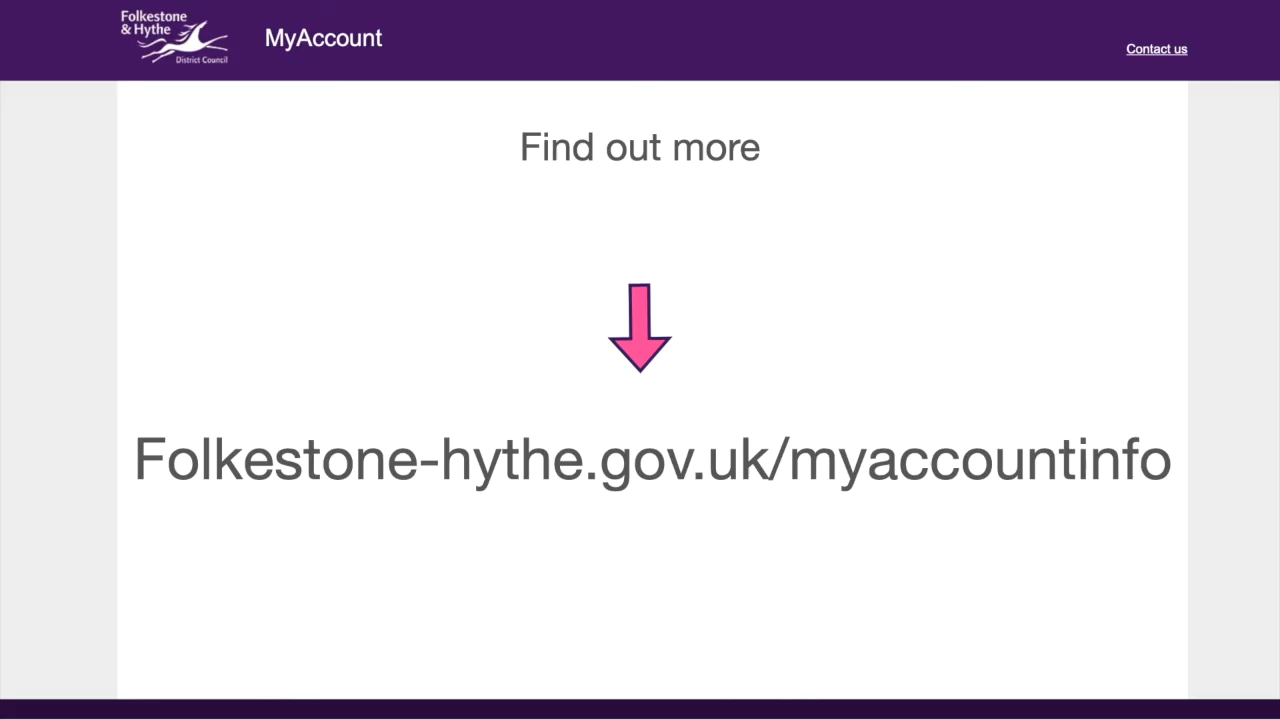 Folkestone
& Hythe
District Council
MyAccount
Contact us
Find out more
Folkestone-hythe.gov.uk/myaccountinfo